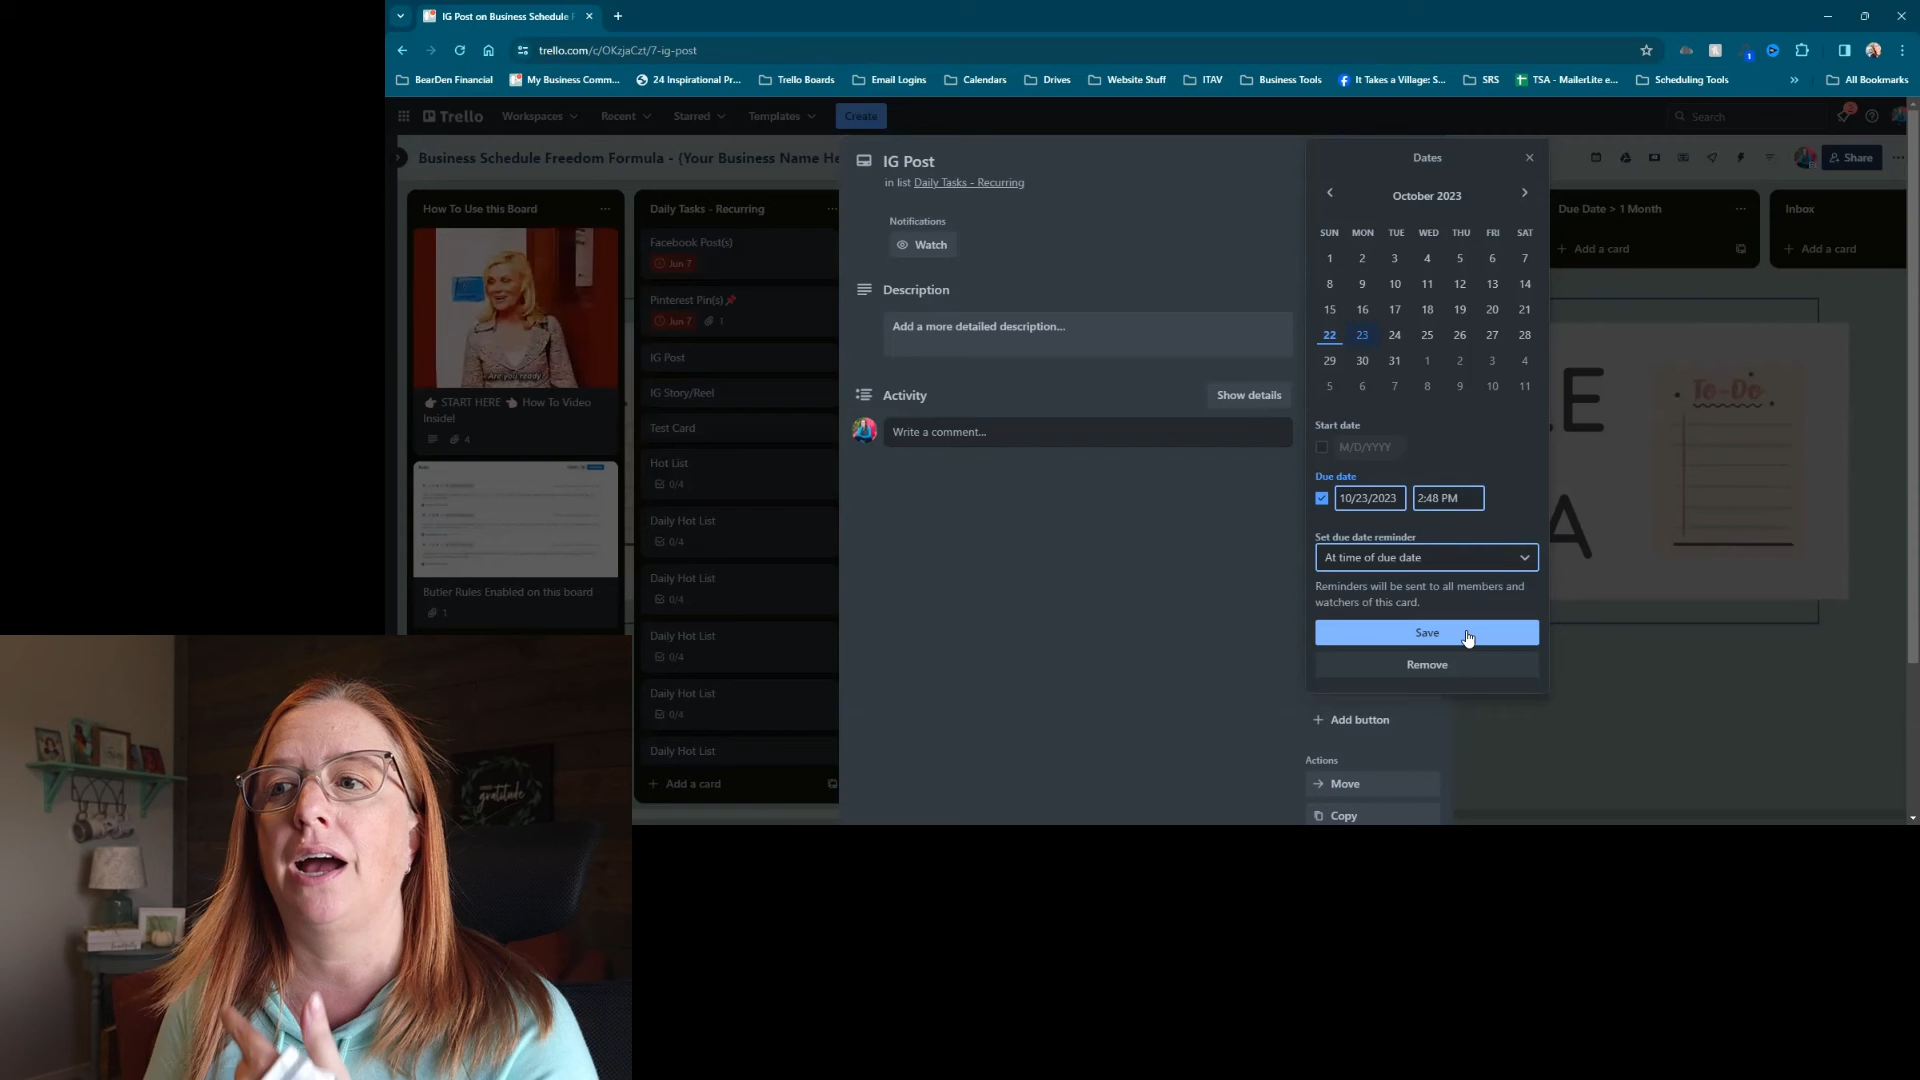 IG Post on Business Schedule F
trello.com/c/OKzjaCzt/7-ig-post
BearDen Financial
My Business Comm...
24 Inspirational Pr...
Trello Boards
Email Logins
Calendars
Drives
Website Stuff
ITAV
Business Tools
It Takes a Village: S...
SRS
TSA - MailerLite e...
Scheduling Tools
All Bookmarks
Trello
Workspaces
Recent
Starred
Templates
Create
Search
2
Business Schedule Freedom Formula - {Your Business Name He
Share
How To Use this Board
Are you ready?
START HERE How To Video
Inside!
4
Butler Rules Enabled on this board
1
Daily Tasks - Recurring
Facebook Post(s)
Jun 7
Pinterest Pin(s)
Jun 7
1
IG Post
IG Story/Reel
Test Card
Hot List
0/4
Daily Hot List
0/4
Daily Hot List
0/4
Daily Hot List
0/4
Daily Hot List
0/4
Daily Hot List
+ Add a card
IG Post
in list Daily Tasks - Recurring
Notifications
Watch
Description
Add a more detailed description...
Activity
Show details
Write a comment...
Dates
October 2023
SUN MON TUE WED THU FRI SAT
1 2 3 4 5 6 7
8 9 10 11 12 13 14
15 16 17 18 19 20 21
22 23 24 25 26 27 28
29 30 31 1 2 3 4
5 6 7 8 9 10 11
Start date
M/D/YYYY
Due date
10/23/2023
2:48 PM
Set due date reminder
At time of due date
Reminders will be sent to all members and
watchers of this card.
Save
Remove
+ Add button
Actions
Move
Copy
Due Date > 1 Month
+ Add a card
Inbox
+ Add a card
E
A
To-Do
gratitude